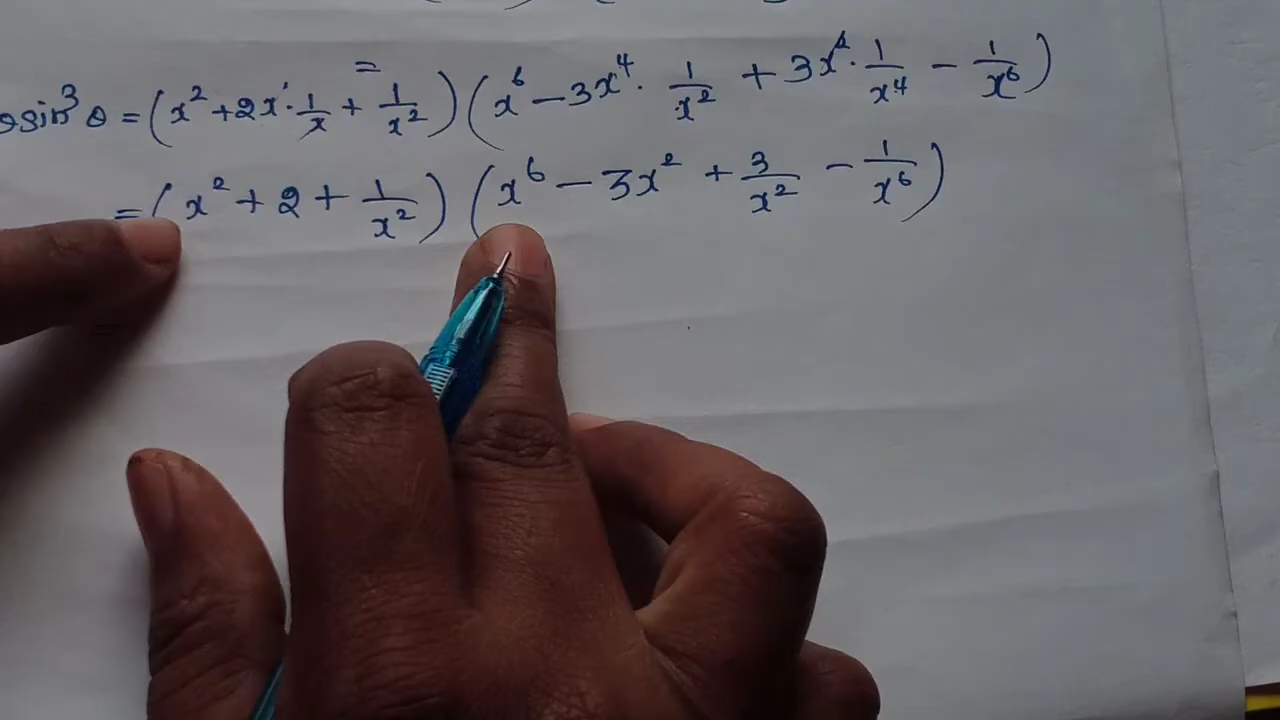 θ sin³ θ = (x² + 2x · 1/x + 1/x²) (x⁶ − 3x⁴ · 1/x² + 3x² · 1/x⁴ − 1/x⁶)
= (x² + 2 + 1/x²) (x⁶ − 3x² + 3/x² − 1/x⁶)